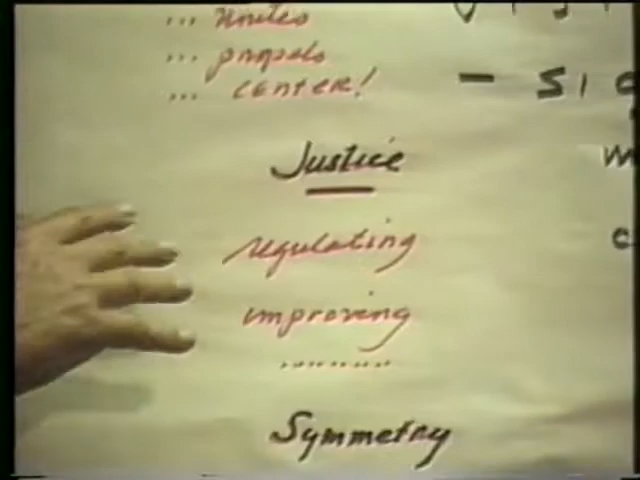 ... unites
... propels
... center!
Justice
regulating
improving
.........
Symmetry